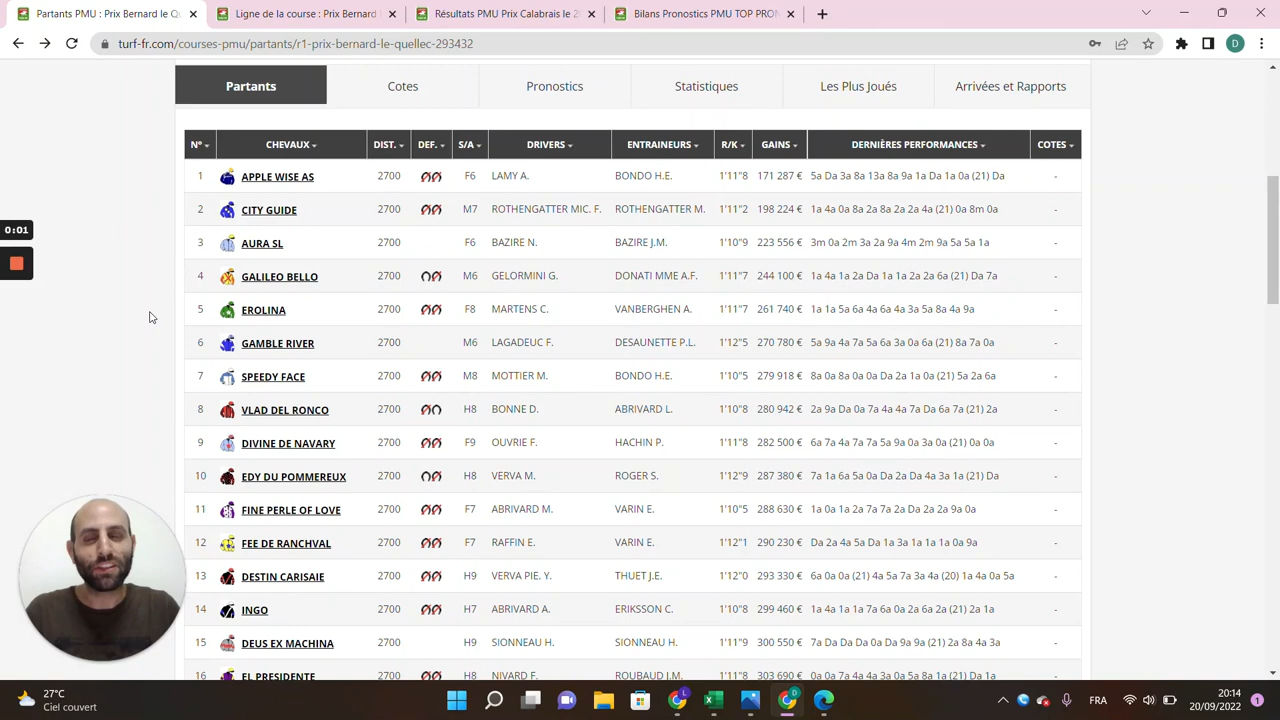 Partants PMU : Prix Bernard le Qu
Ligne de la course : Prix Bernard
Résultats PMU Prix Calabrais le 2
Bilans Pronostics PMU TOP PRON
turf-fr.com/courses-pmu/partants/r1-prix-bernard-le-quellec-293432
D
Partants Cotes Pronostics Statistiques Les Plus Joués Arrivées et Rapports
N° CHEVAUX DIST. DEF. S/A DRIVERS ENTRAINEURS R/K GAINS DERNIÈRES PERFORMANCES COTES
1 APPLE WISE AS 2700 F6 LAMY A. BONDO H.E. 1'11"8 171 287 € 5a Da 3a 8a 13a 8a 9a 1a Da 1a 0a (21) Da -
2 CITY GUIDE 2700 M7 ROTHENGATTER MIC. F. ROTHENGATTER M. 1'11"2 198 224 € 1a 4a 0a 8a 2a 8a 2a 2a 4a (21) 0a 8m 0a -
0:01
3 AURA SL 2700 F6 BAZIRE N. BAZIRE J.M. 1'10"9 223 556 € 3m 0a 2m 3a 2a 9a 4m 2m 9a 5a 5a 1a -
4 GALILEO BELLO 2700 M6 GELORMINI G. DONATI MME A.F. 1'11"7 244 100 € 1a 4a 1a 2a Da 1a 1a 2a 2a 6a (21) Da 7a -
5 EROLINA 2700 F8 MARTENS C. VANBERGHEN A. 1'11"7 261 740 € 1a 1a 5a 6a 4a 6a 4a 3a 5a 8a 4a 9a -
6 GAMBLE RIVER 2700 M6 LAGADEUC F. DESAUNETTE P.L. 1'12"5 270 780 € 5a 9a 4a 7a 5a 6a 3a 0a 6a (21) 8a 7a 0a -
7 SPEEDY FACE 2700 M8 MOTTIER M. BONDO H.E. 1'10"5 279 918 € 8a 0a 8a 0a 0a Da 2a 1a 0a (21) 5a 2a 6a -
8 VLAD DEL RONCO 2700 H8 BONNE D. ABRIVARD L. 1'10"8 280 942 € 2a 9a Da 0a 7a 4a 4a 7a Da 6a 7a (21) 2a -
9 DIVINE DE NAVARY 2700 F9 OUVRIE F. HACHIN P. 1'11"8 282 500 € 6a 7a 4a 7a 7a 5a 9a 0a 3a 0a (21) 0a 0a -
10 EDY DU POMMEREUX 2700 H8 VERVA M. ROGER S. 1'12"9 287 380 € 7a 1a 6a 5a 0a Da 2a Da 4a 3a 1a (21) Da -
11 FINE PERLE OF LOVE 2700 F7 ABRIVARD M. VARIN E. 1'10"5 288 630 € 1a 0a 1a 2a 7a 7a 2a Da 2a 2a 9a 0a -
12 FEE DE RANCHVAL 2700 F7 RAFFIN E. VARIN E. 1'12"1 290 230 € Da 2a 4a 5a Da 1a 3a 1a 1a 1a 0a 9a -
13 DESTIN CARISAIE 2700 H9 VERVA PIE. Y. THUET J.E. 1'12"0 293 330 € 6a 0a 0a (21) 4a 5a 7a 3a 4a (20) 1a 4a 0a 5a -
14 INGO 2700 H7 ABRIVARD A. ERIKSSON C. 1'10"8 299 460 € 1a 4a 1a 1a 7a 6a 0a 2a 6a 2a (21) 2a 1a -
15 DEUS EX MACHINA 2700 H9 SIONNEAU H. SIONNEAU H. 1'11"9 300 550 € 7a Da Da Da 0a Da 9a 9a (21) 2a 8a 4a 3a -
16 EL PRESIDENTE 2700 H8 NIVARD F. ROUBAUD J.M. 1'11"9 303 690 € 0a (21) 0a Da 1a
27°C
Ciel couvert
FRA
20:14
20/09/2022
1